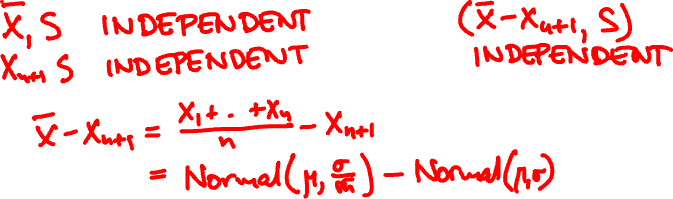 X̄, S INDEPENDENT (X̄-Xₙ₊₁, S)
Xₙ₊₁ S INDEPENDENT INDEPENDENT
X̄-Xₙ₊₁ = (X₁+..+Xₙ)/n - Xₙ₊₁
= Normal(μ, σ/√n) - Normal(μ,σ)